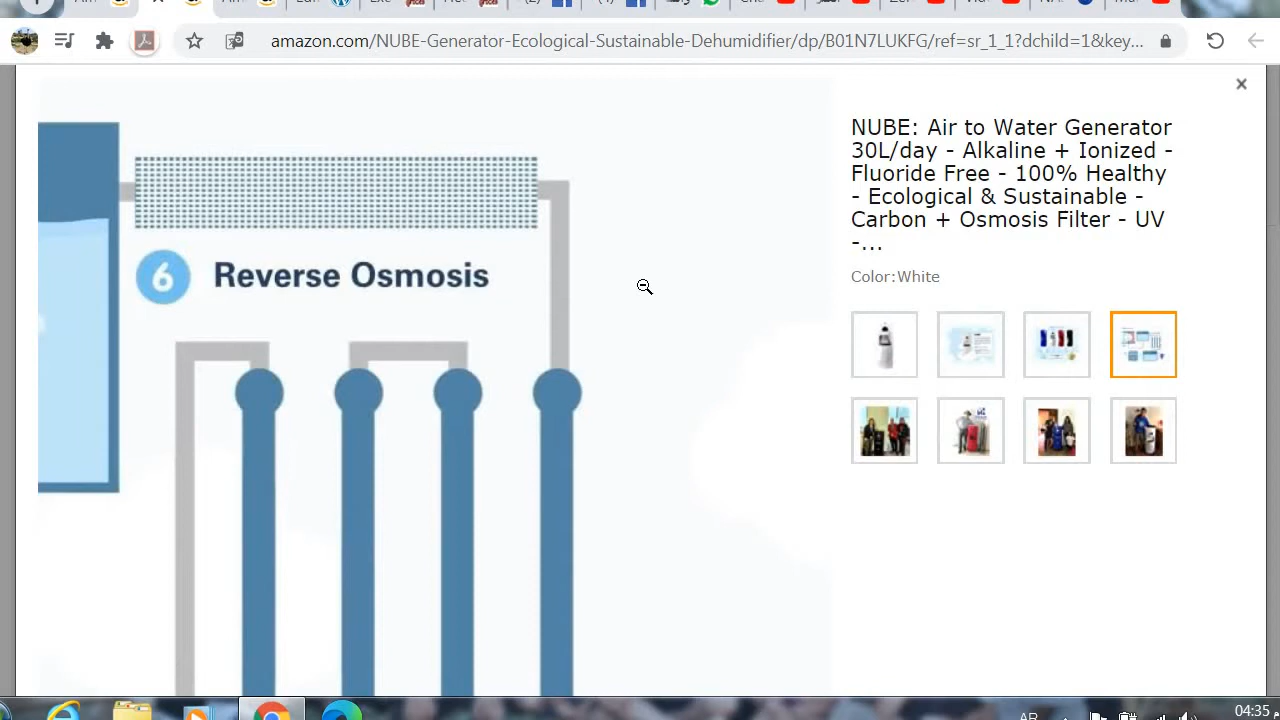 amazon.com/NUBE-Generator-Ecological-Sustainable-Dehumidifier/dp/B01N7LUKFG/ref=sr_1_1?dchild=1&key...
6 Reverse Osmosis
NUBE: Air to Water Generator
30L/day - Alkaline + Ionized -
Fluoride Free - 100% Healthy
- Ecological & Sustainable -
Carbon + Osmosis Filter - UV
-...
Color:White
04:35